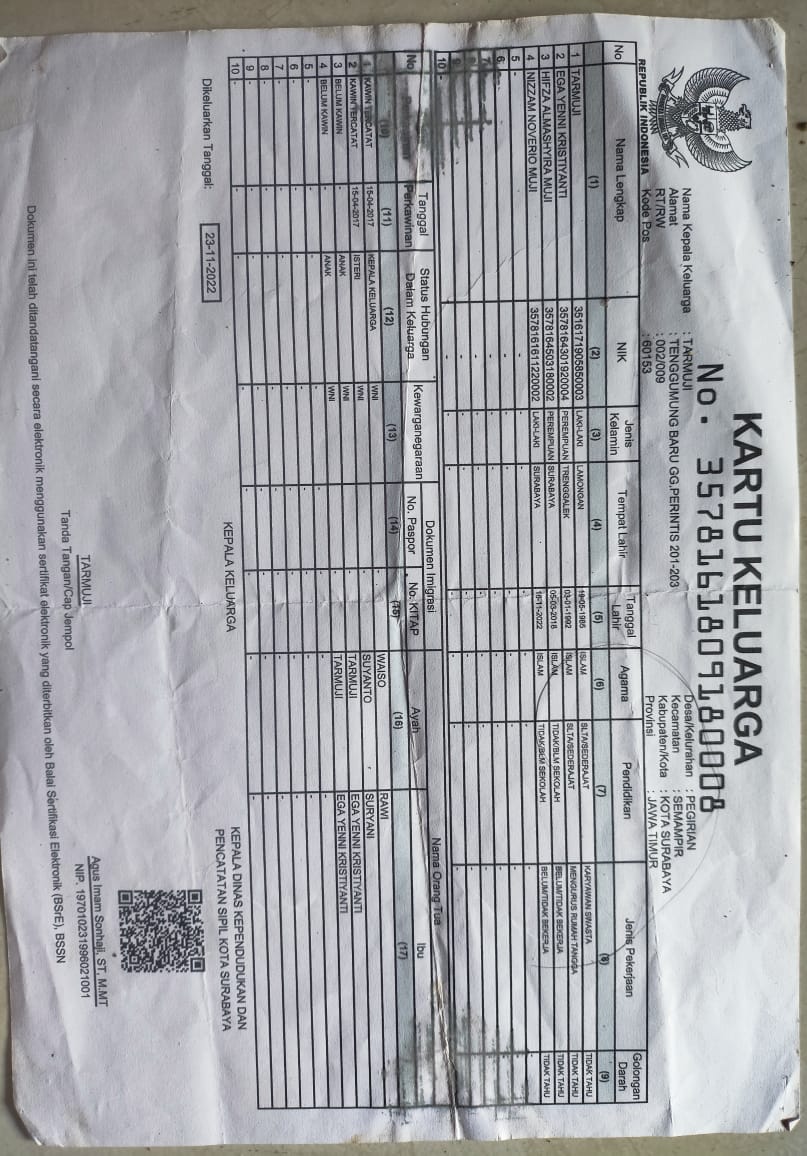 KARTU KELUARGA
No. 3578161809180008
REPUBLIK INDONESIA
Nama Kepala Keluarga : TARMUJI
Alamat : TENGGUMUNG BARU GG.PERINTIS 201-203
RT/RW : 002/009
Kode Pos : 60153
Desa/Kelurahan : PEGIRIAN
Kecamatan : SEMAMPIR
Kabupaten/Kota : KOTA SURABAYA
Provinsi : JAWA TIMUR
No Nama Lengkap NIK Jenis Kelamin Tempat Lahir Tanggal Lahir Agama Pendidikan Jenis Pekerjaan Golongan Darah
(1) (2) (3) (4) (5) (6) (7) (8) (9)
1 TARMUJI 3516171905850003 LAKI-LAKI LAMONGAN 19-05-1985 ISLAM SLTA/SEDERAJAT KARYAWAN SWASTA TIDAK TAHU
2 EGA YENNI KRISTIYANTI 3578164301920004 PEREMPUAN TRENGGALEK 03-01-1992 ISLAM SLTA/SEDERAJAT MENGURUS RUMAH TANGGA TIDAK TAHU
3 HIFZA ALMASHYIRA MUJI 3578164503180002 PEREMPUAN SURABAYA 05-03-2018 ISLAM TIDAK/BLM SEKOLAH BELUM/TIDAK BEKERJA TIDAK TAHU
4 NIZZAM NOVERIO MUJI 3578161611220002 LAKI-LAKI SURABAYA 16-11-2022 ISLAM TIDAK/BLM SEKOLAH BELUM/TIDAK BEKERJA TIDAK TAHU
5 - - - - - - - - -
6 - - - - - - - - -
7 - - - - - - - -
- - - - - - - -
- - - - - - - -
10 - - - - - - - -
No Tanggal Perkawinan Status Hubungan Dalam Keluarga Kewarganegaraan Dokumen Imigrasi Nama Orang Tua
No. Paspor No. KITAP Ayah Ibu
(10) (11) (12) (13) (14) (15) (16) (17)
1 KAWIN TERCATAT 15-04-2017 KEPALA KELUARGA WNI - - WAISO RAWI
2 KAWIN TERCATAT 15-04-2017 ISTERI WNI - - SUYANTO SURYANI
3 BELUM KAWIN - ANAK WNI - - TARMUJI EGA YENNI KRISTIYANTI
4 BELUM KAWIN - ANAK WNI - - TARMUJI EGA YENNI KRISTIYANTI
5 - - - - - - - -
6 - - - - - - - -
7 - - - - - - - -
8 - - - - - - - -
9 - - - - - - - -
10 - - - - - - - -
Dikeluarkan Tanggal: 23-11-2022
KEPALA KELUARGA
TARMUJI
Tanda Tangan/Cap Jempol
KEPALA DINAS KEPENDUDUKAN DAN
PENCATATAN SIPIL KOTA SURABAYA
Agus Imam Sonhaji, ST, M.MT
NIP. 197010231996021001
Dokumen ini telah ditandatangani secara elektronik menggunakan sertifikat elektronik yang diterbitkan oleh Balai Sertifikasi Elektronik (BSrE), BSSN